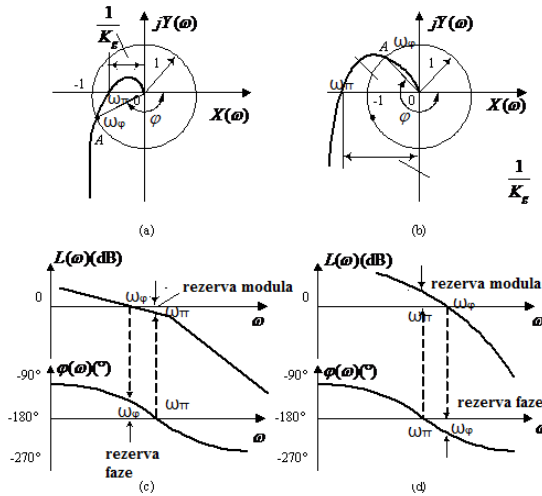 jY(ω)
1
K_g
1
-1
ω_π
0
X(ω)
A
ω_φ
φ
(a)
jY(ω)
ω_φ
A
1
ω_π
-1
0
X(ω)
φ
1
K_g
(b)
L(ω)(dB)
rezerva modula
0
ω_φ
ω_π
ω
-90°
φ(ω)(°)
ω_π
-180°
ω_φ
ω
-270°
rezerva
faze
(c)
L(ω)(dB)
rezerva modula
0
ω_π
ω_φ
ω
-90°
φ(ω)(°)
rezerva faze
-180°
ω_π
ω_φ
ω
-270°
(d)